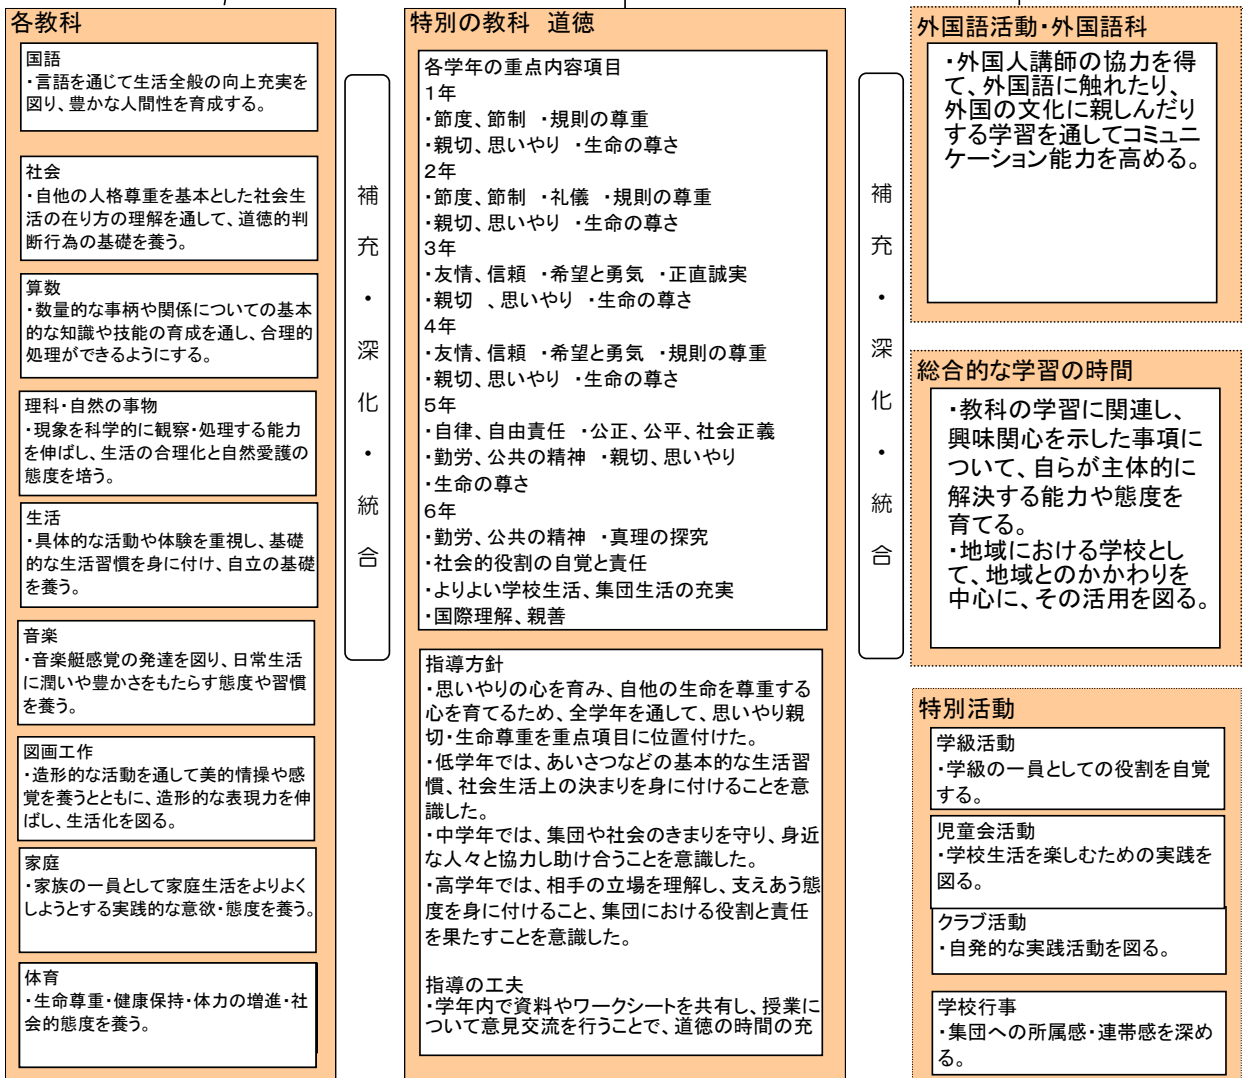 各教科
国語
・言語を通じて生活全般の向上充実を
図り、豊かな人間性を育成する。
社会
・自他の人格尊重を基本とした社会生
活の在り方の理解を通して、道徳的判
断行為の基礎を養う。
算数
・数量的な事柄や関係についての基本
的な知識や技能の育成を通し、合理的
処理ができるようにする。
理科・自然の事物
・現象を科学的に観察・処理する能力
を伸ばし、生活の合理化と自然愛護の
態度を培う。
生活
・具体的な活動や体験を重視し、基礎
的な生活習慣を身に付け、自立の基礎
を養う。
音楽
・音楽艇感覚の発達を図り、日常生活
に潤いや豊かさをもたらす態度や習慣
を養う。
図画工作
・造形的な活動を通して美的情操や感
覚を養うとともに、造形的な表現力を伸
ばし、生活化を図る。
家庭
・家族の一員として家庭生活をよりよく
しようとする実践的な意欲・態度を養う。
体育
・生命尊重・健康保持・体力の増進・社
会的態度を養う。
補充・深化・統合
特別の教科 道徳
各学年の重点内容項目
1年
・節度、節制 ・規則の尊重
・親切、思いやり ・生命の尊さ
2年
・節度、節制 ・礼儀 ・規則の尊重
・親切、思いやり ・生命の尊さ
3年
・友情、信頼 ・希望と勇気 ・正直誠実
・親切 、思いやり ・生命の尊さ
4年
・友情、信頼 ・希望と勇気 ・規則の尊重
・親切、思いやり ・生命の尊さ
5年
・自律、自由責任 ・公正、公平、社会正義
・勤労、公共の精神 ・親切、思いやり
・生命の尊さ
6年
・勤労、公共の精神 ・真理の探究
・社会的役割の自覚と責任
・よりよい学校生活、集団生活の充実
・国際理解、親善
指導方針
・思いやりの心を育み、自他の生命を尊重する
心を育てるため、全学年を通して、思いやり親
切・生命尊重を重点項目に位置付けた。
・低学年では、あいさつなどの基本的な生活習
慣、社会生活上の決まりを身に付けることを意
識した。
・中学年では、集団や社会のきまりを守り、身近
な人々と協力し助け合うことを意識した。
・高学年では、相手の立場を理解し、支えあう態
度を身に付けること、集団における役割と責任
を果たすことを意識した。
指導の工夫
・学年内で資料やワークシートを共有し、授業に
ついて意見交流を行うことで、道徳の時間の充
補充・深化・統合
外国語活動・外国語科
・外国人講師の協力を得
て、外国語に触れたり、
外国の文化に親しんだり
する学習を通してコミュニ
ケーション能力を高める。
総合的な学習の時間
・教科の学習に関連し、
興味関心を示した事項に
ついて、自らが主体的に
解決する能力や態度を
育てる。
・地域における学校とし
て、地域とのかかわりを
中心に、その活用を図る。
特別活動
学級活動
・学級の一員としての役割を自覚
する。
児童会活動
・学校生活を楽しむための実践を
図る。
クラブ活動
・自発的な実践活動を図る。
学校行事
・集団への所属感・連帯感を深め
る。